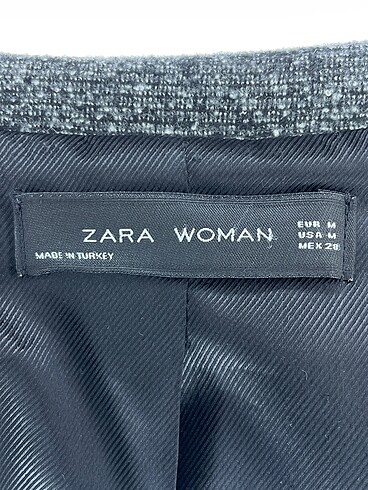 ZARA WOMAN
EUR M
USA M
MEX 28
MADE IN TURKEY